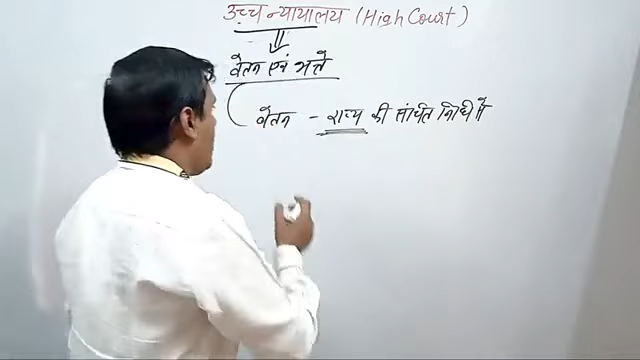 उच्च न्यायालय (High Court)
वेतन एवं भत्ते
वेतन - राज्य की संचित निधि से